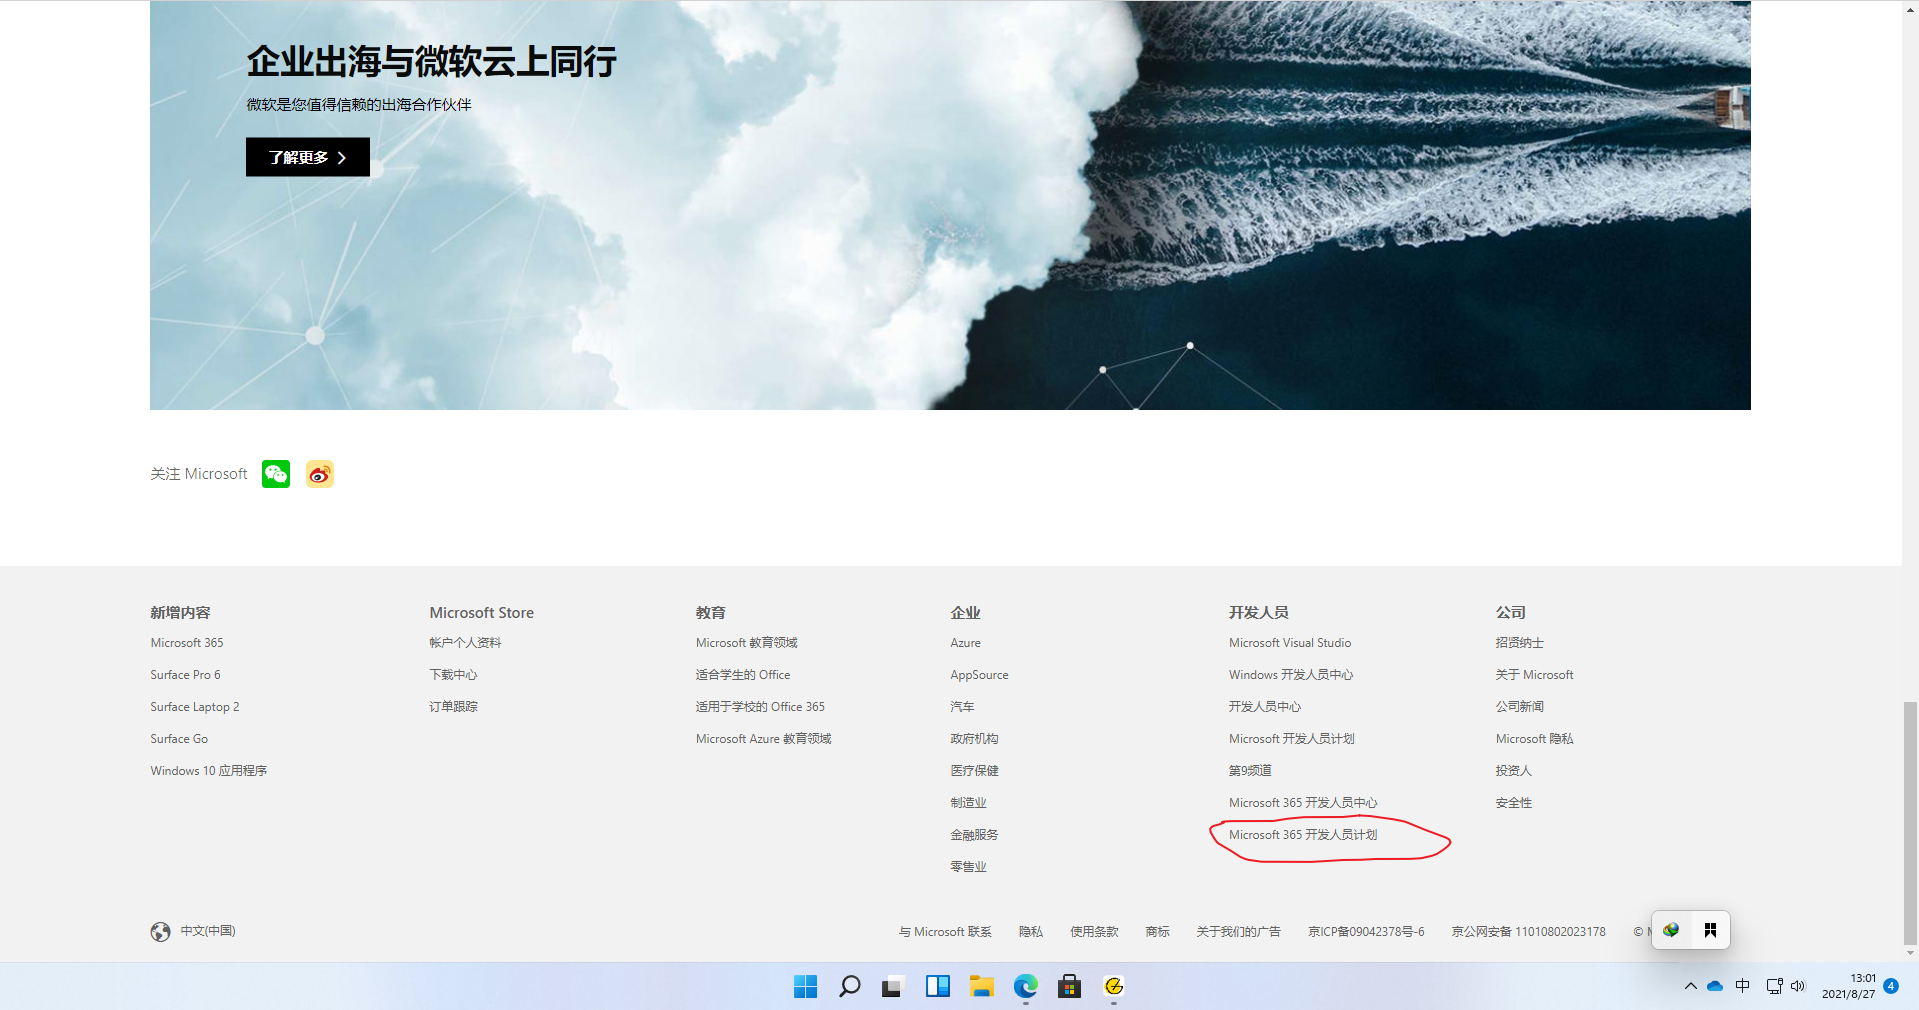 企业出海与微软云上同行
微软是您值得信赖的出海合作伙伴
了解更多
关注 Microsoft
新增内容
Microsoft 365
Surface Pro 6
Surface Laptop 2
Surface Go
Windows 10 应用程序
Microsoft Store
帐户个人资料
下载中心
订单跟踪
教育
Microsoft 教育领域
适合学生的 Office
适用于学校的 Office 365
Microsoft Azure 教育领域
企业
Azure
AppSource
汽车
政府机构
医疗保健
制造业
金融服务
零售业
开发人员
Microsoft Visual Studio
Windows 开发人员中心
开发人员中心
Microsoft 开发人员计划
第9频道
Microsoft 365 开发人员中心
Microsoft 365 开发人员计划
公司
招贤纳士
关于 Microsoft
公司新闻
Microsoft 隐私
投资人
安全性
中文(中国)
与 Microsoft 联系 隐私 使用条款 商标 关于我们的广告 京ICP备09042378号-6 京公网安备 11010802023178 ©
中
13:01
2021/8/27
4